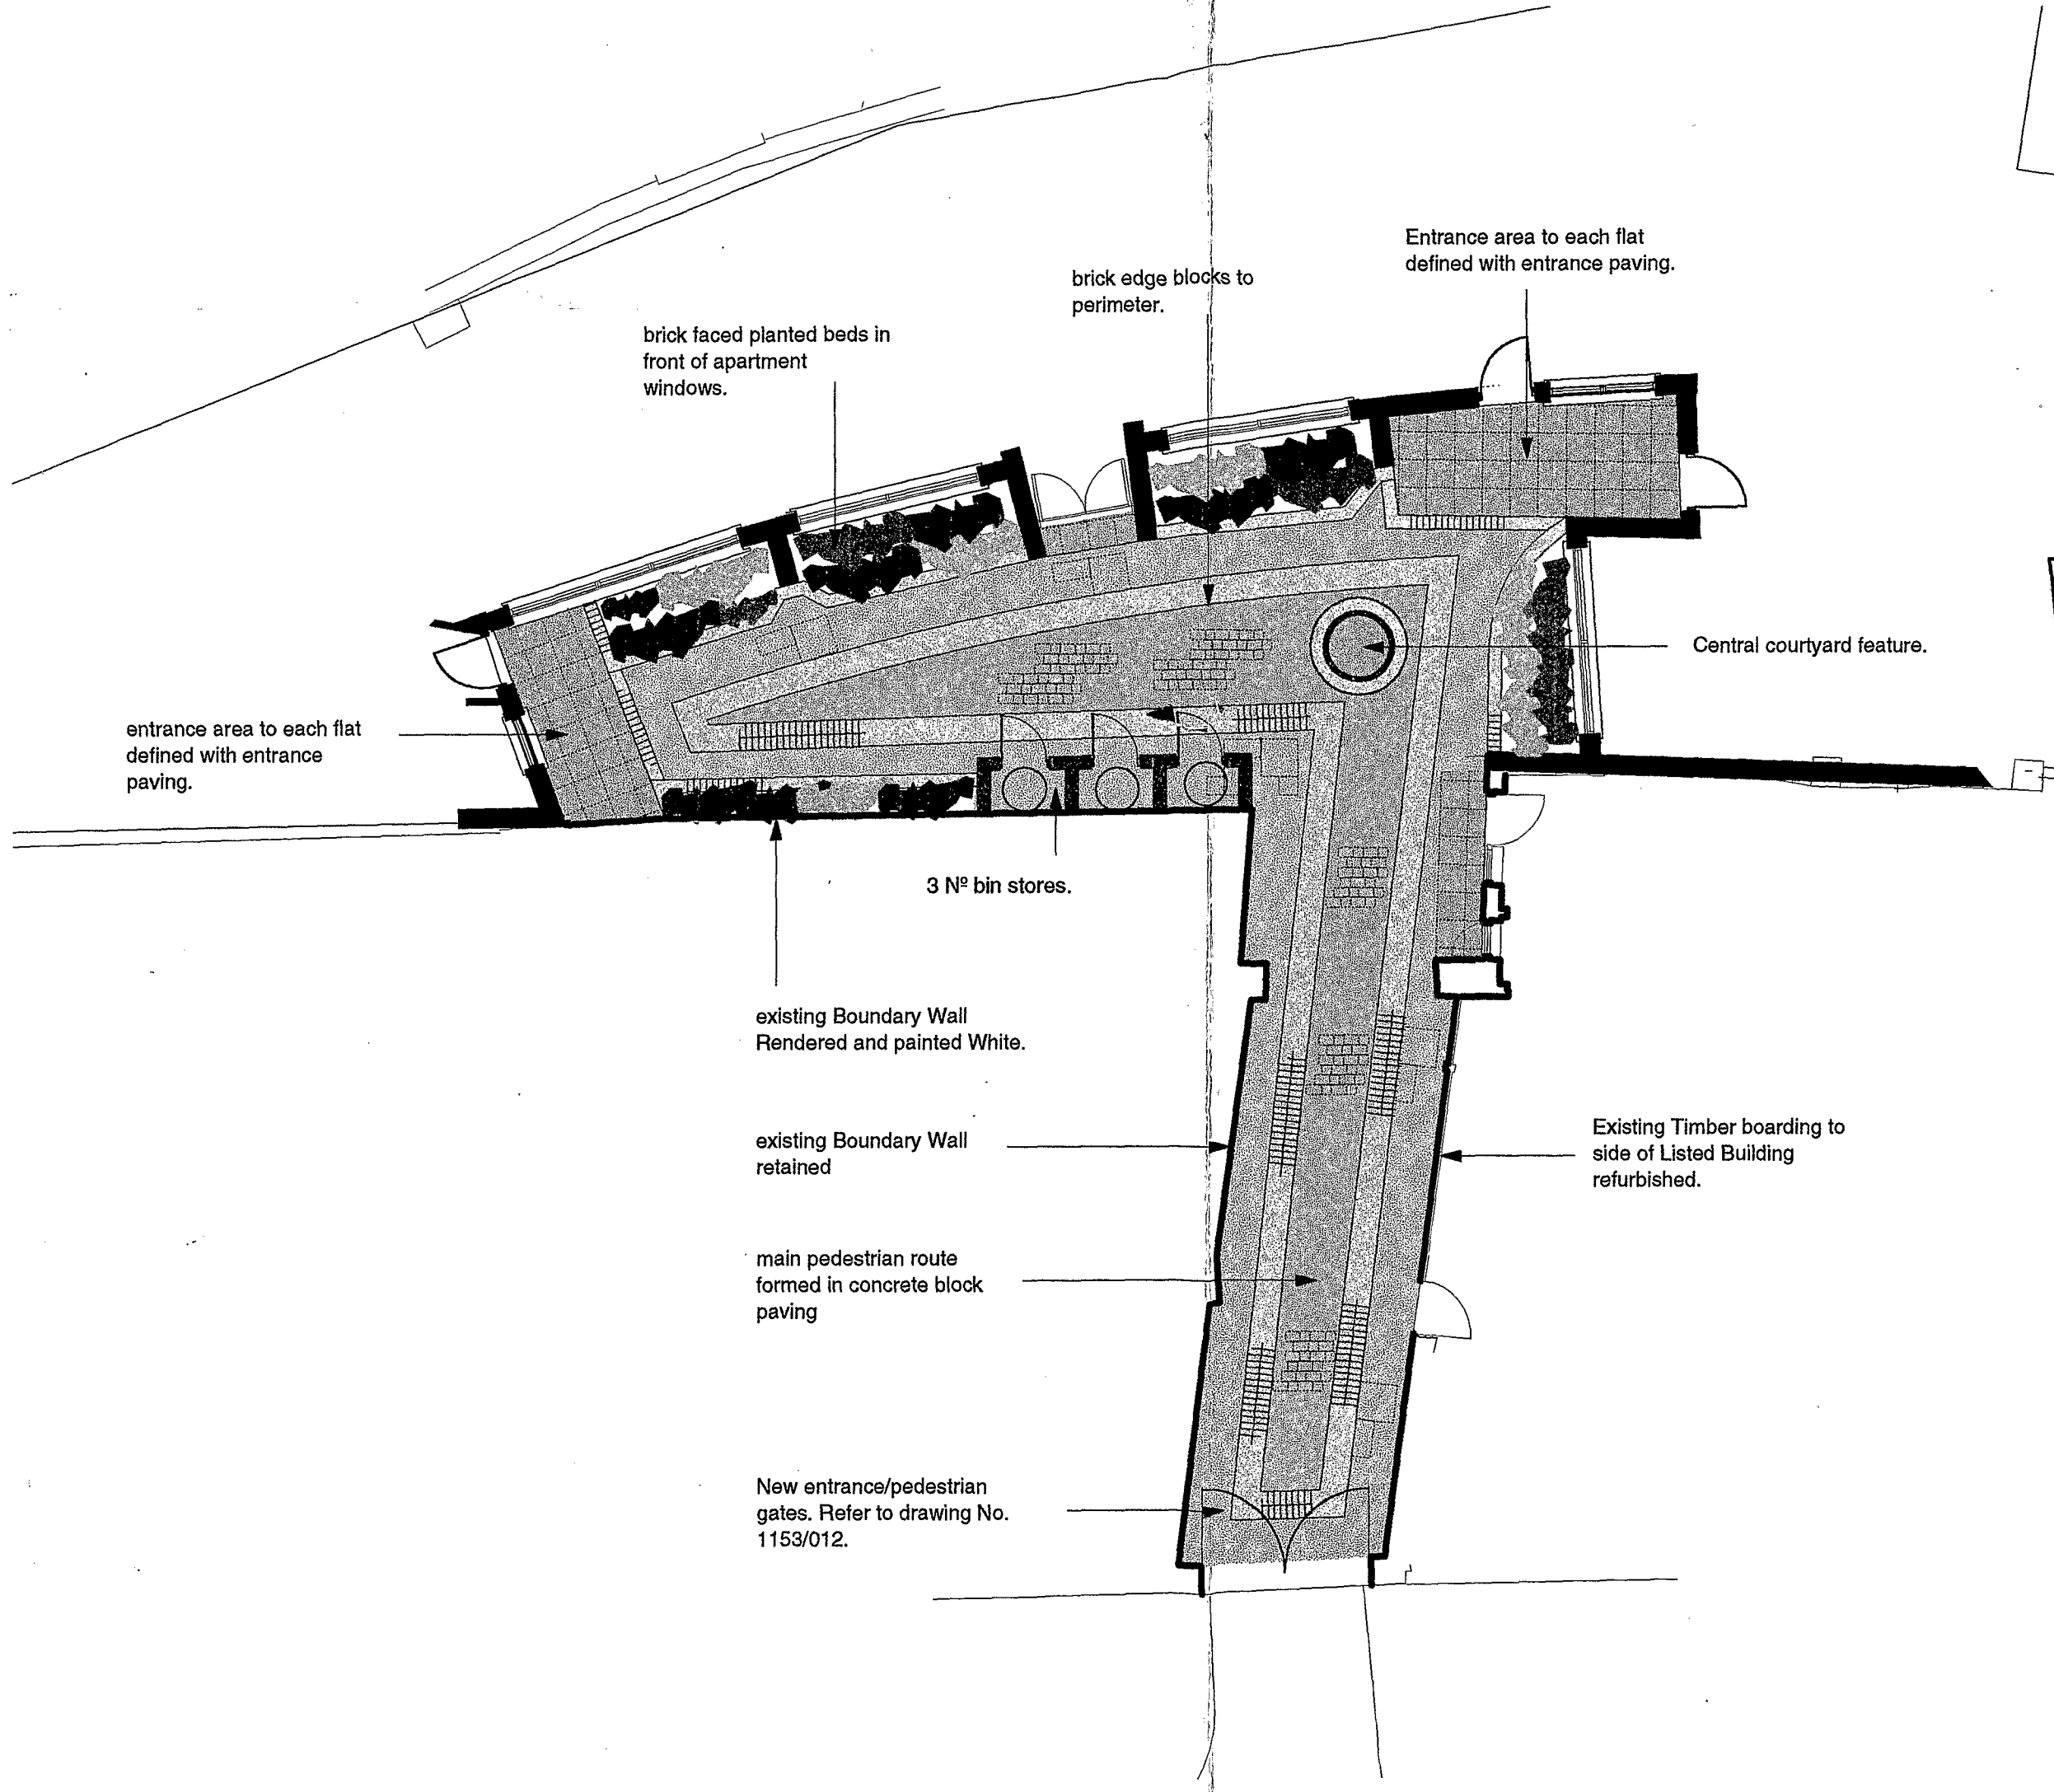 Entrance area to each flat
defined with entrance paving.
brick edge blocks to
perimeter.
brick faced planted beds in
front of apartment
windows.
Central courtyard feature.
entrance area to each flat
defined with entrance
paving.
3 Nº bin stores.
existing Boundary Wall
Rendered and painted White.
existing Boundary Wall
retained
Existing Timber boarding to
side of Listed Building
refurbished.
main pedestrian route
formed in concrete block
paving
New entrance/pedestrian
gates. Refer to drawing No.
1153/012.